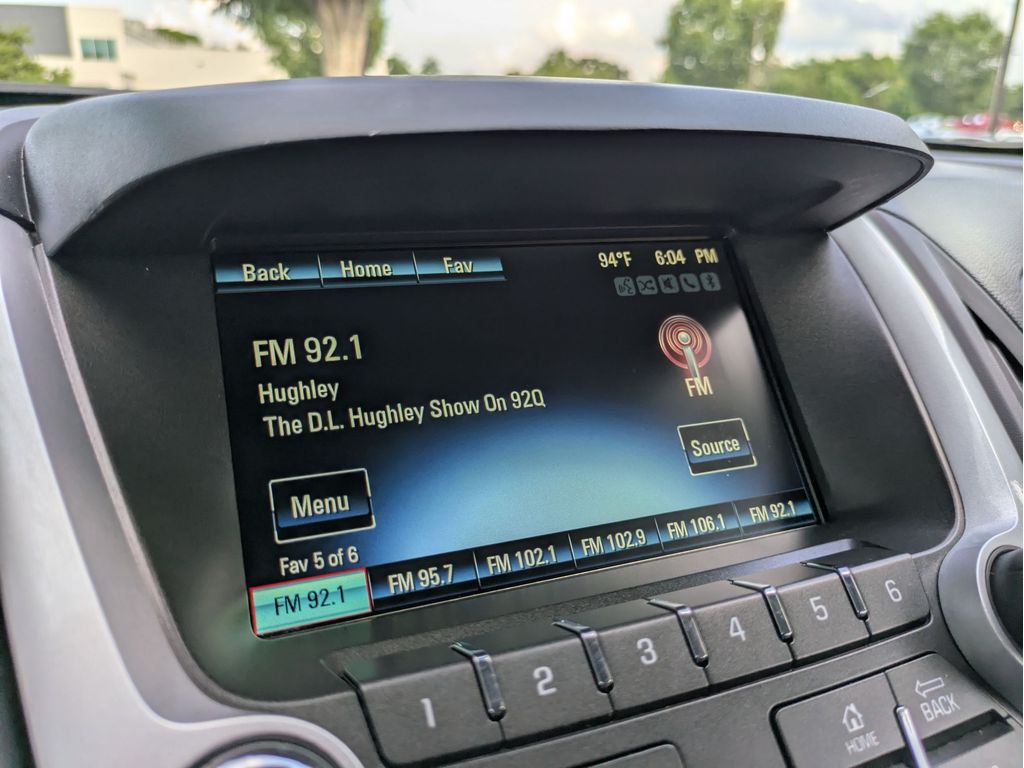 Back Home Fav 94°F 6:04 PM
FM 92.1
Hughley
The D.L. Hughley Show On 92Q
FM
Source
Menu
Fav 5 of 6
FM 92.1 FM 95.7 FM 102.1 FM 102.9 FM 106.1 FM 92.1
1 2 3 4 5 6
HOME BACK